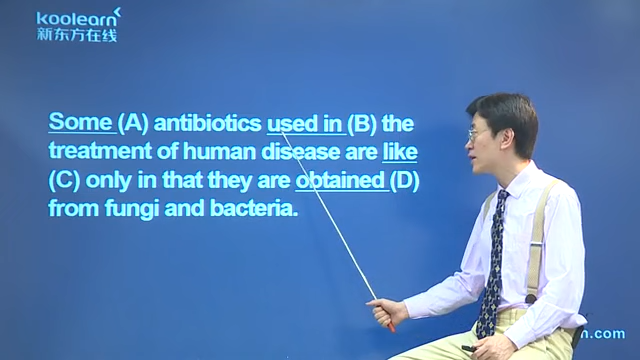 koolearn
新东方在线
Some (A) antibiotics used in (B) the
treatment of human disease are like
(C) only in that they are obtained (D)
from fungi and bacteria.
n.com